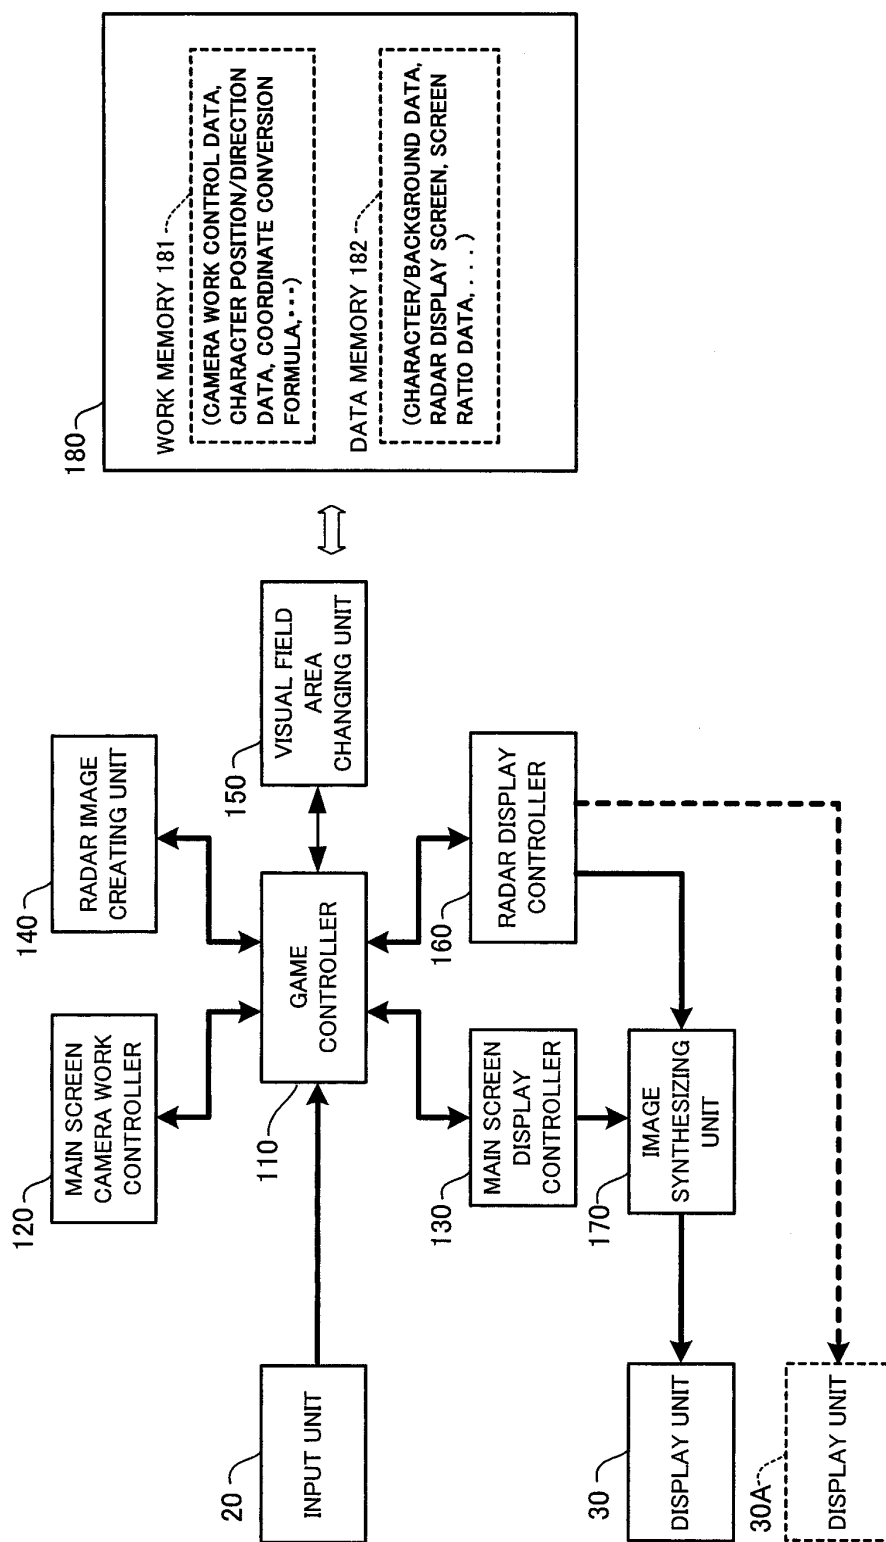 180
WORK MEMORY 181
(CAMERA WORK CONTROL DATA,
CHARACTER POSITION/DIRECTION
DATA, COORDINATE CONVERSION
FORMULA,···)
DATA MEMORY 182
(CHARACTER/BACKGROUND DATA,
RADAR DISPLAY SCREEN, SCREEN
RATIO DATA, . . . )
120
MAIN SCREEN
CAMERA WORK
CONTROLLER
140
RADAR IMAGE
CREATING UNIT
20
INPUT UNIT
110
GAME
CONTROLLER
150
VISUAL FIELD
AREA
CHANGING UNIT
130
MAIN SCREEN
DISPLAY
CONTROLLER
160
RADAR DISPLAY
CONTROLLER
30
DISPLAY UNIT
170
IMAGE
SYNTHESIZING
UNIT
30A
DISPLAY UNIT